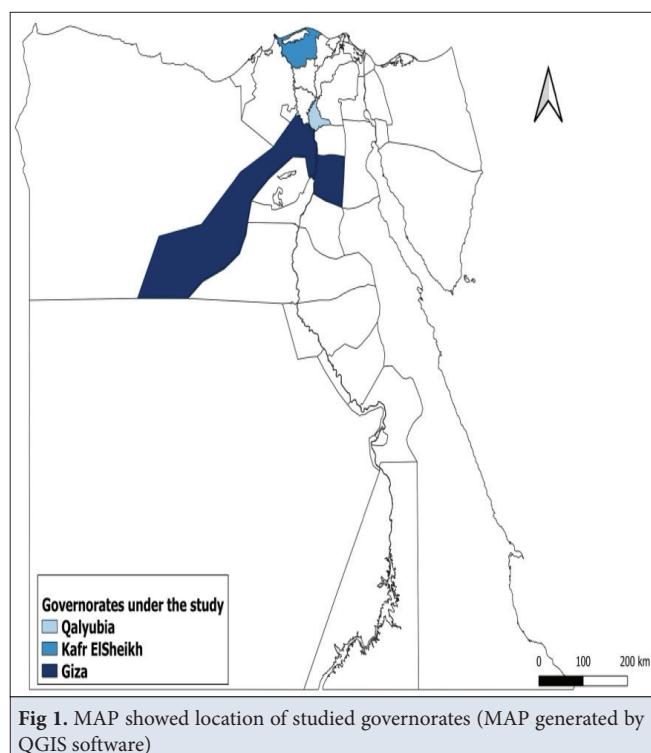 Governorates under the study
Qalyubia
Kafr ElSheikh
Giza
0 100 200 km
Fig 1. MAP showed location of studied governorates (MAP generated by
QGIS software)